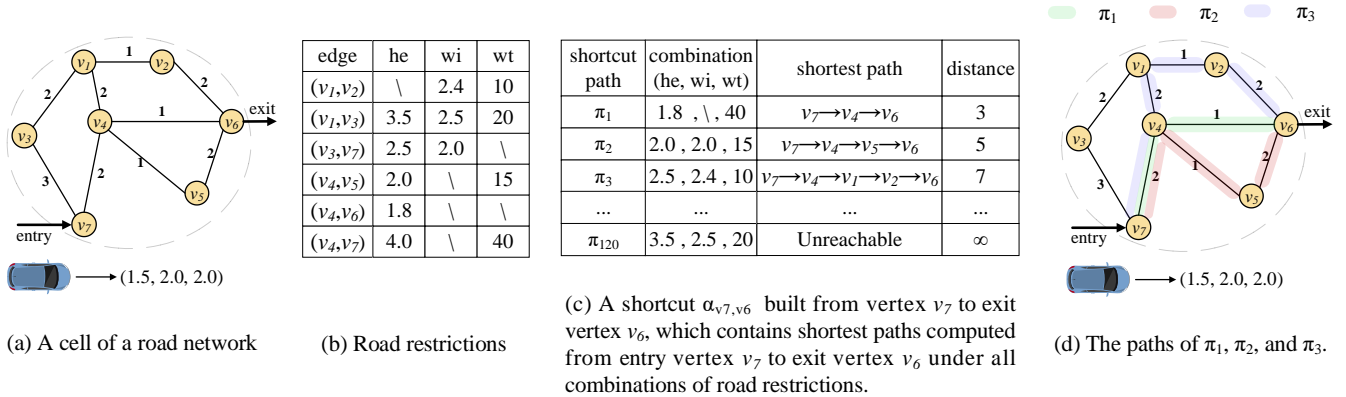 v1
v2
v3
v4
v5
v6
v7
1
2
2
2
1
3
2
1
2
exit
entry
(1.5, 2.0, 2.0)
(a) A cell of a road network
edge he wi wt
(v1,v2) \ 2.4 10
(v1,v3) 3.5 2.5 20
(v3,v7) 2.5 2.0 \
(v4,v5) 2.0 \ 15
(v4,v6) 1.8 \ \
(v4,v7) 4.0 \ 40
(b) Road restrictions
shortcut path combination (he, wi, wt) shortest path distance
π1 1.8 , \ , 40 v7→v4→v6 3
π2 2.0 , 2.0 , 15 v7→v4→v5→v6 5
π3 2.5 , 2.4 , 10 v7→v4→v1→v2→v6 7
... ... ... ...
π120 3.5 , 2.5 , 20 Unreachable ∞
(c) A shortcut αv7,v6 built from vertex v7 to exit
vertex v6, which contains shortest paths computed
from entry vertex v7 to exit vertex v6 under all
combinations of road restrictions.
π1 π2 π3
v1
v2
v3
v4
v5
v6
v7
1
2
2
2
1
3
2
1
2
exit
entry
(1.5, 2.0, 2.0)
(d) The paths of π1, π2, and π3.